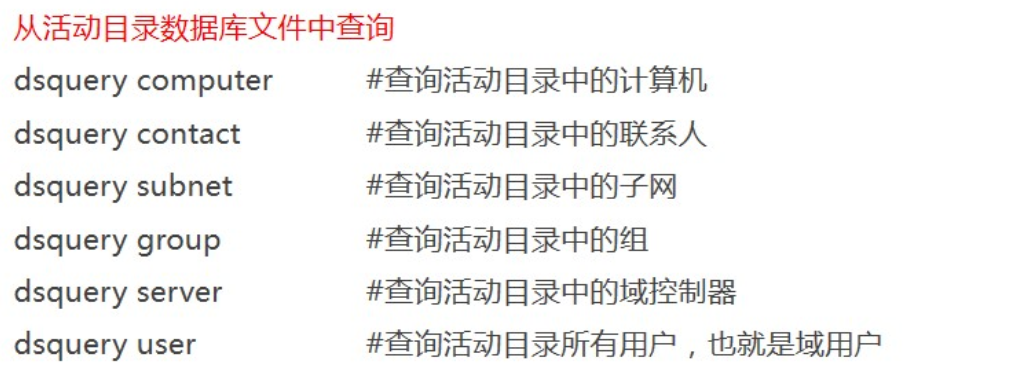 从活动目录数据库文件中查询
dsquery computer #查询活动目录中的计算机
dsquery contact #查询活动目录中的联系人
dsquery subnet #查询活动目录中的子网
dsquery group #查询活动目录中的组
dsquery server #查询活动目录中的域控制器
dsquery user #查询活动目录所有用户，也就是域用户